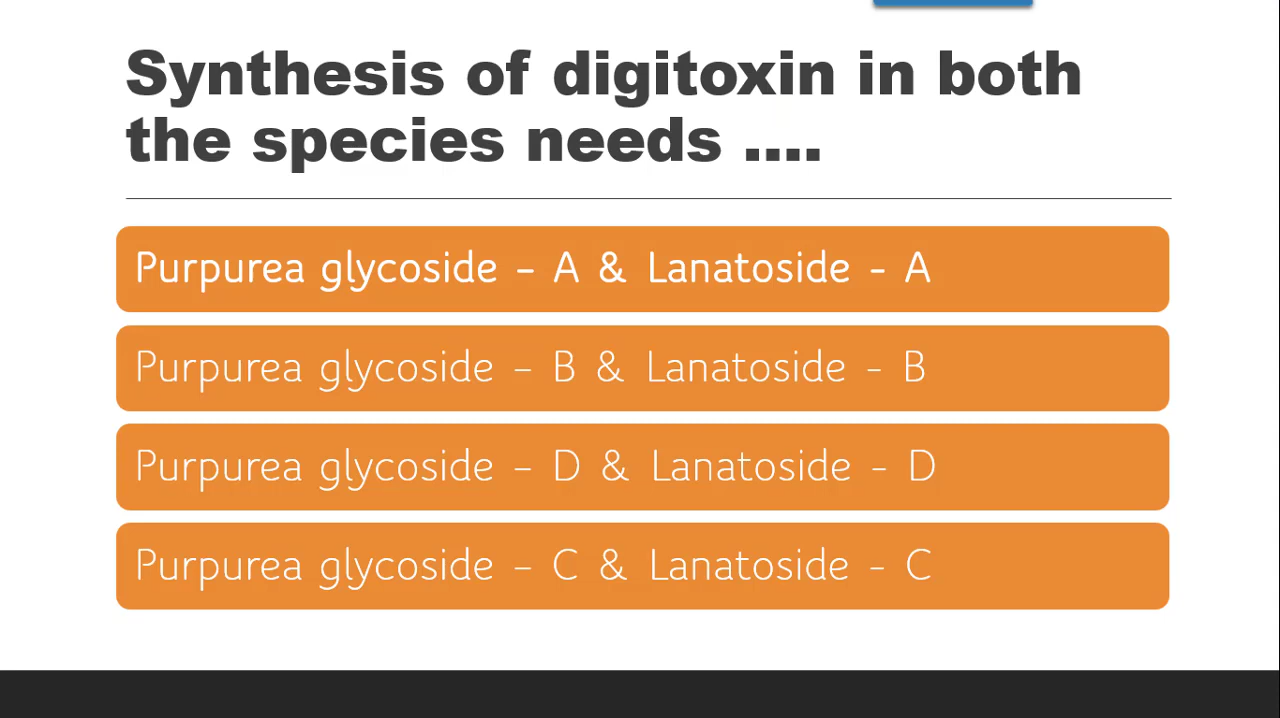 Synthesis of digitoxin in both
the species needs ....
Purpurea glycoside – A & Lanatoside - A
Purpurea glycoside – B & Lanatoside - B
Purpurea glycoside – D & Lanatoside - D
Purpurea glycoside – C & Lanatoside - C